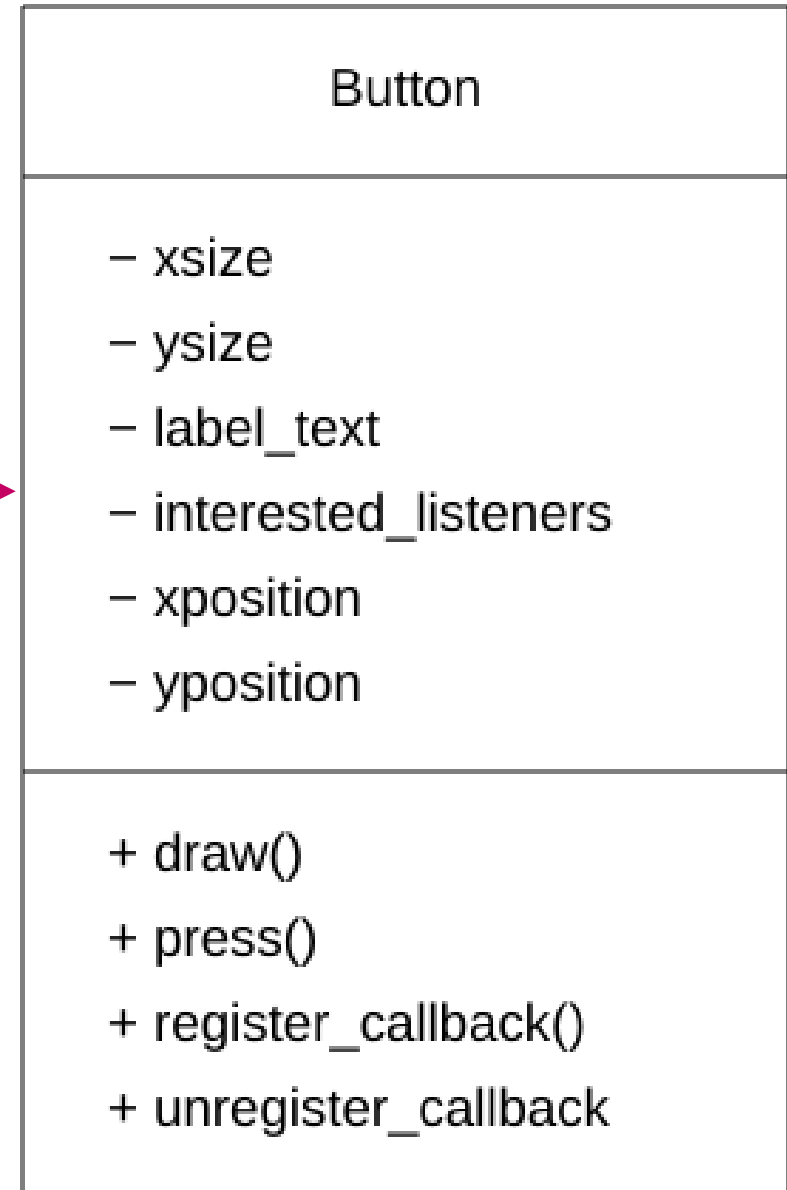 Button
– xsize
– ysize
– label_text
– interested_listeners
– xposition
– yposition
+ draw()
+ press()
+ register_callback()
+ unregister_callback